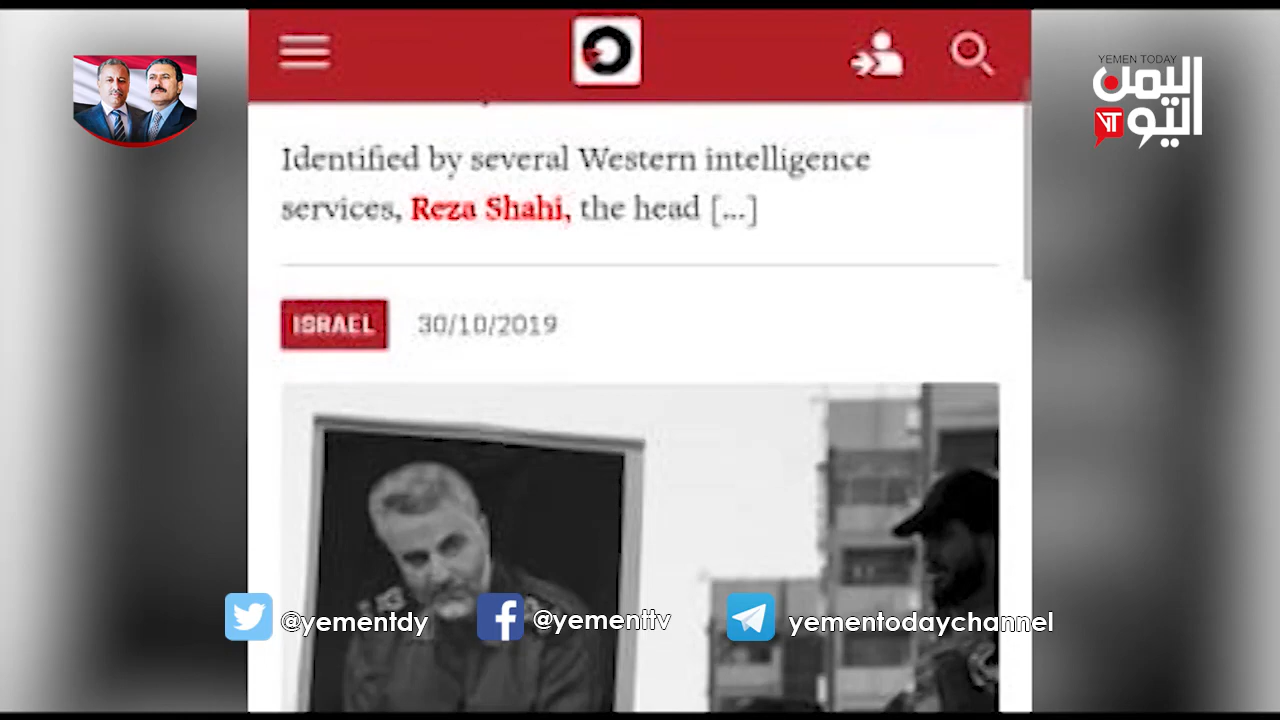 YEMEN TODAY
اليمن
اليوم
YT
Identified by several Western intelligence
services, Reza Shahi, the head [...]
ISRAEL 30/10/2019
@yementdy @yementtv yementodaychannel